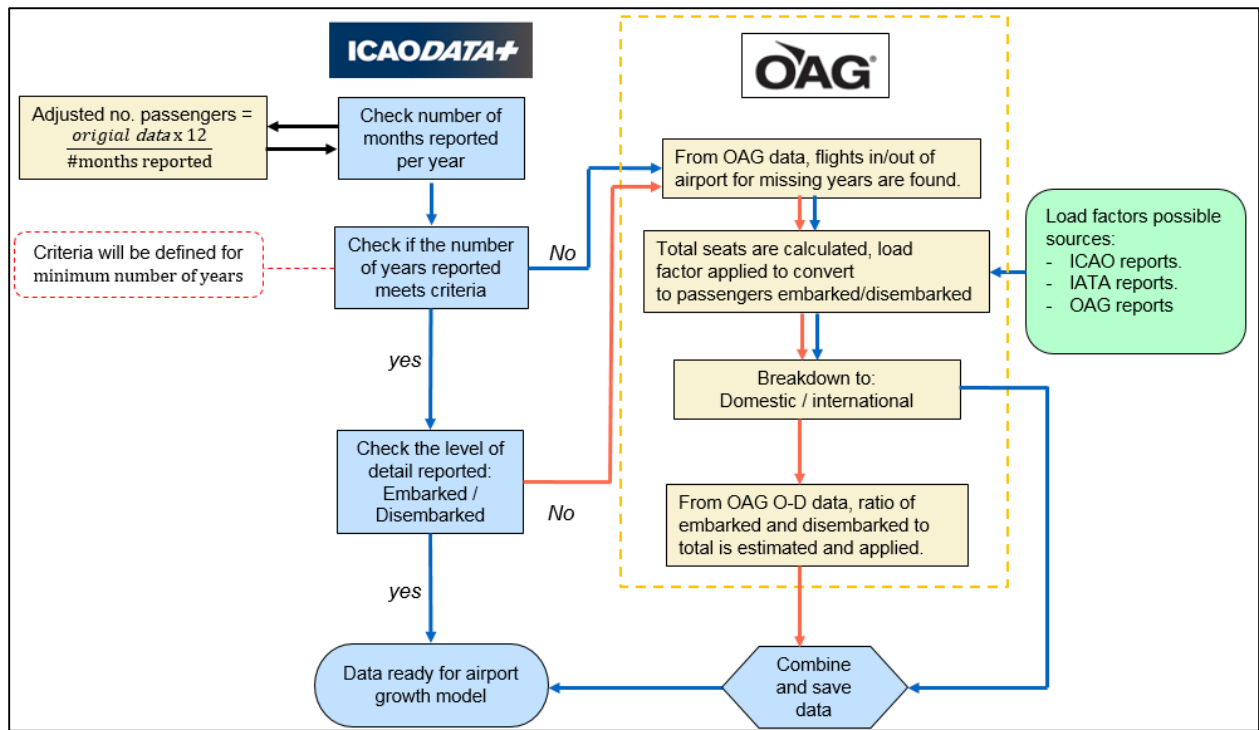 ICAODATA+
OAG
Adjusted no. passengers =
origial data x 12
#months reported
Check number of
months reported
per year
From OAG data, flights in/out of
airport for missing years are found.
Load factors possible
sources:
- ICAO reports.
- IATA reports.
- OAG reports
Criteria will be defined for
minimum number of years
Check if the number
of years reported
meets criteria
No
Total seats are calculated, load
factor applied to convert
to passengers embarked/disembarked
yes
Breakdown to:
Domestic / international
Check the level of
detail reported:
Embarked /
Disembarked
No
From OAG O-D data, ratio of
embarked and disembarked to
total is estimated and applied.
yes
Data ready for airport
growth model
Combine
and save
data